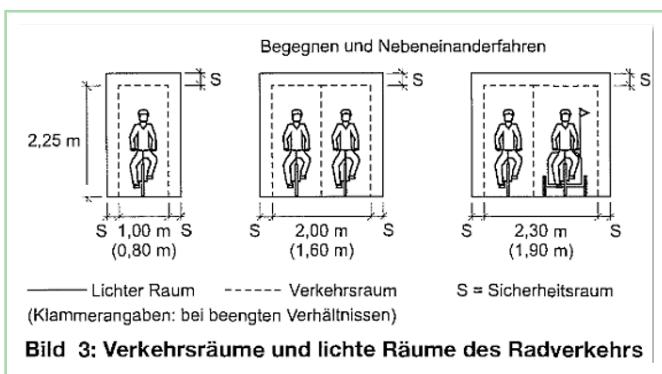 Begegnen und Nebeneinanderfahren
S S S
2,25 m
S 1,00 m S S 2,00 m S S 2,30 m S
(0,80 m) (1,60 m) (1,90 m)
Lichter Raum Verkehrsraum S = Sicherheitsraum
(Klammerangaben: bei beengten Verhältnissen)
Bild 3: Verkehrsräume und lichte Räume des Radverkehrs